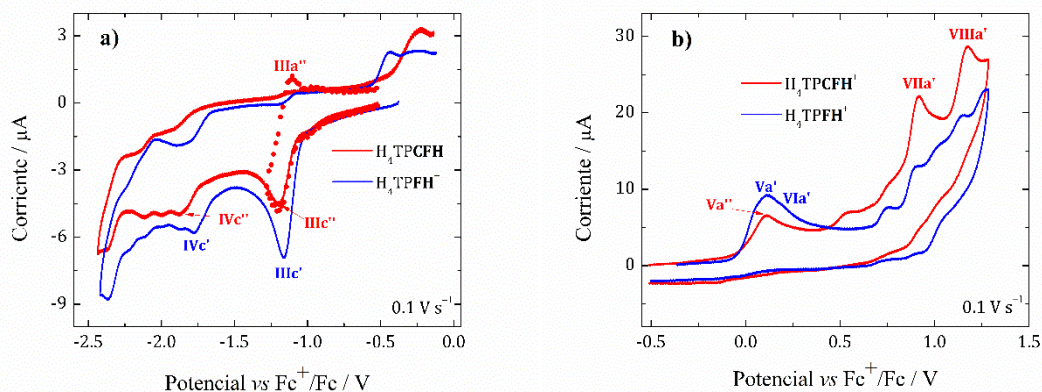 a)
3
0
-3
-6
-9
Corriente / μA
IIIa''
H4TPCFH
H4TPFH−
IVc''
IIIc''
IVc'
IIIc'
0.1 V s−1
-2.5 -2.0 -1.5 -1.0 -0.5 0.0
Potencial vs Fc+/Fc / V
b)
30
20
10
0
Corriente / μA
VIIIa'
H4TPCFH
H4TPFH
VIIa'
Va'
VIa'
Va''
0.1 V s−1
-0.5 0.0 0.5 1.0 1.5
Potencial vs Fc+/Fc / V